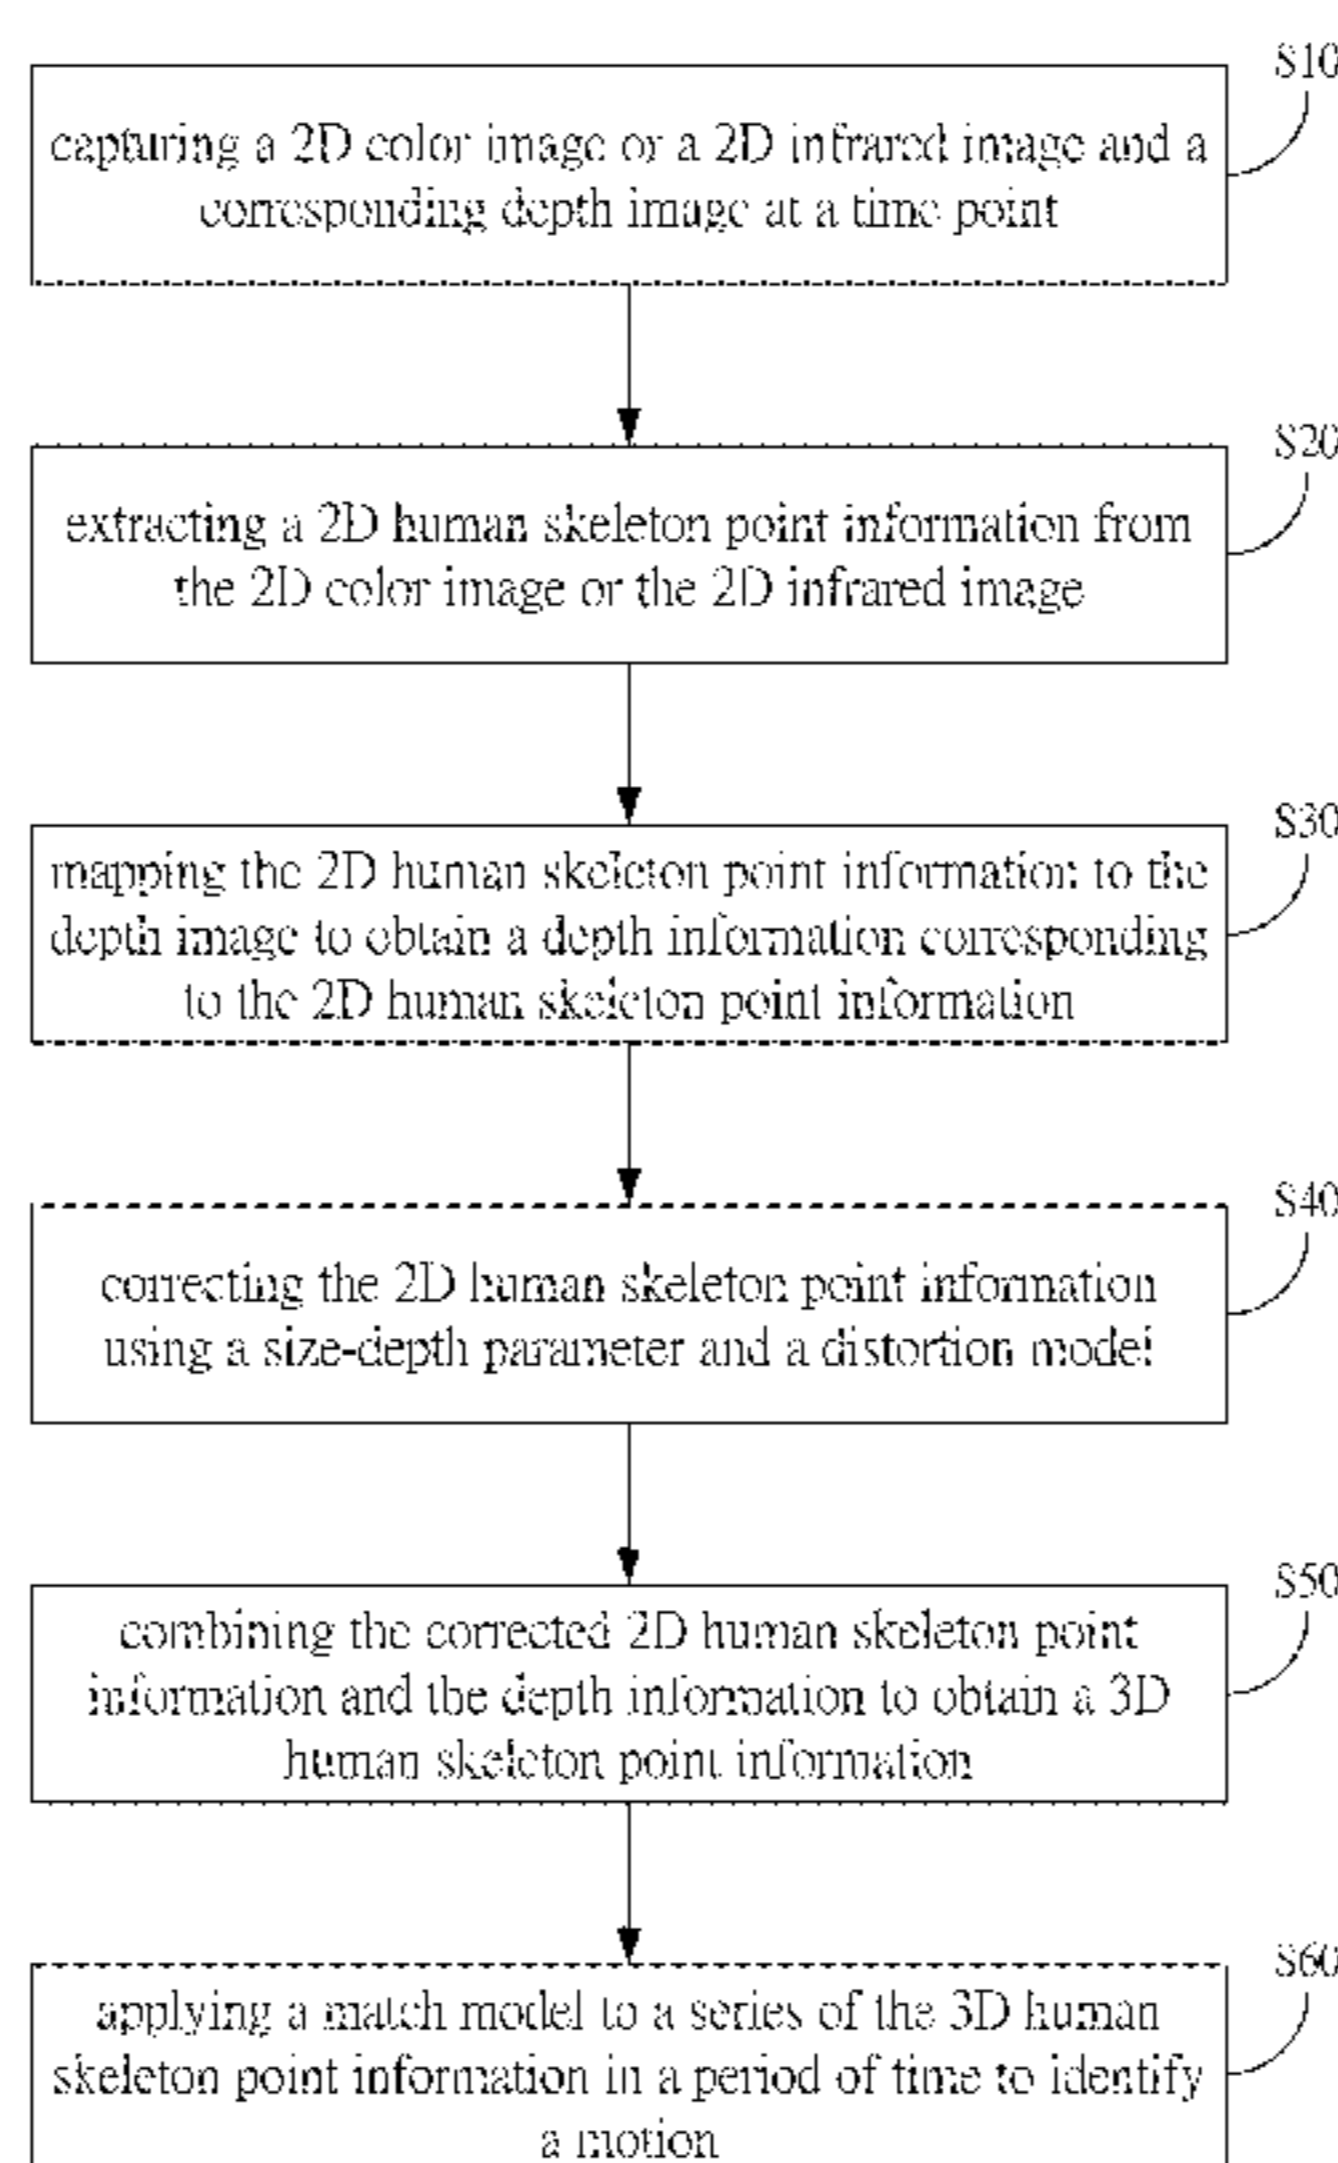 S10
capturing a 2D color image or a 2D infrared image and a
corresponding depth image at a time point
S20
extracting a 2D human skeleton point information from
the 2D color image or the 2D infrared image
S30
mapping the 2D human skeleton point information to the
depth image to obtain a depth information corresponding
to the 2D human skeleton point information
S40
correcting the 2D human skeleton point information
using a size-depth parameter and a distortion model
S50
combining the corrected 2D human skeleton point
information and the depth information to obtain a 3D
human skeleton point information
S60
applying a match model to a series of the 3D human
skeleton point information in a period of time to identify
a motion